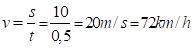 v = s/t = 10/0,5 = 20m/s = 72km/h